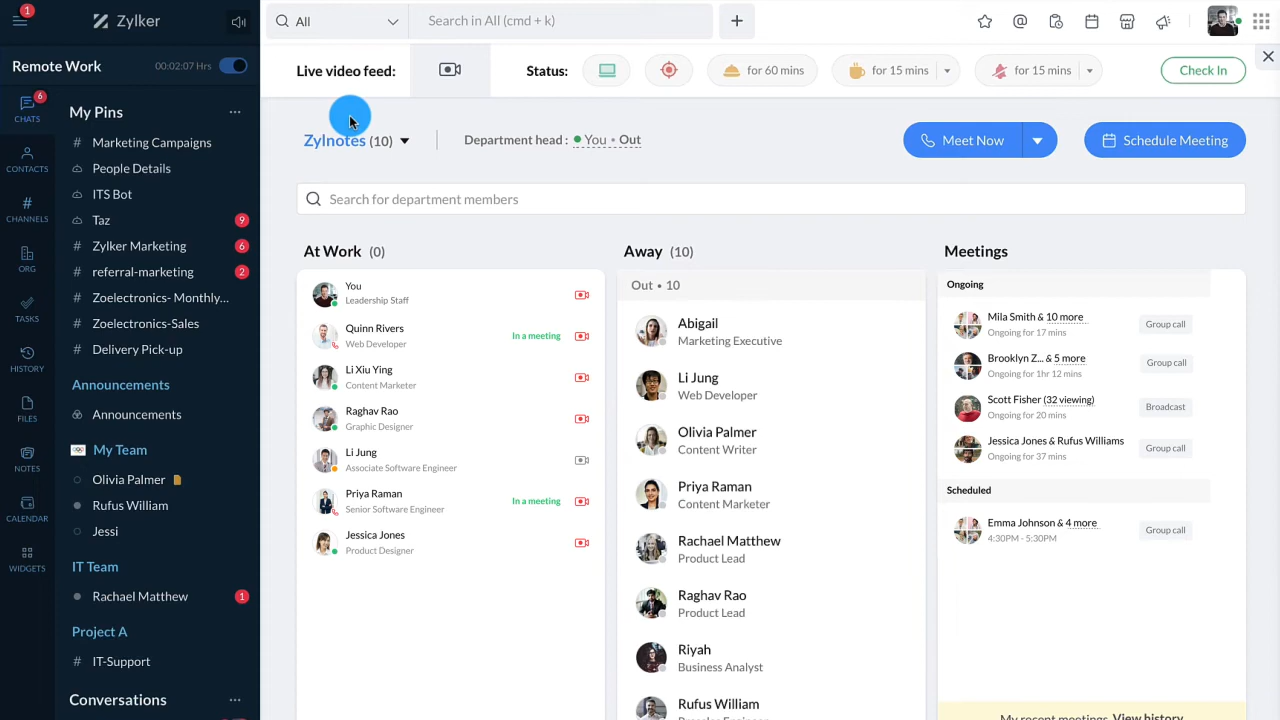 1
Zylker
All
Search in All (cmd + k)
Remote Work 00:02:07 Hrs
Live video feed:
Status:
for 60 mins
for 15 mins
for 15 mins
Check In
6
CHATS
CONTACTS
CHANNELS
ORG
TASKS
HISTORY
FILES
NOTES
CALENDAR
WIDGETS
My Pins
# Marketing Campaigns
People Details
ITS Bot
Taz 9
# Zylker Marketing 6
# referral-marketing 2
# Zoelectronics- Monthly...
# Zoelectronics-Sales
# Delivery Pick-up
Announcements
Announcements
My Team
Olivia Palmer
Rufus William
Jessi
IT Team
Rachael Matthew 1
Project A
# IT-Support
Conversations
Zylnotes (10)
Department head : You • Out
Meet Now
Schedule Meeting
Search for department members
At Work (0)
You
Leadership Staff
Quinn Rivers
Web Developer
In a meeting
Li Xiu Ying
Content Marketer
Raghav Rao
Graphic Designer
Li Jung
Associate Software Engineer
Priya Raman
Senior Software Engineer
In a meeting
Jessica Jones
Product Designer
Away (10)
Out • 10
Abigail
Marketing Executive
Li Jung
Web Developer
Olivia Palmer
Content Writer
Priya Raman
Content Marketer
Rachael Matthew
Product Lead
Raghav Rao
Product Lead
Riyah
Business Analyst
Rufus William
Meetings
Ongoing
Mila Smith & 10 more
Ongoing for 17 mins
Group call
Brooklyn Z... & 5 more
Ongoing for 1hr 12 mins
Group call
Scott Fisher (32 viewing)
Ongoing for 20 mins
Broadcast
Jessica Jones & Rufus Williams
Ongoing for 37 mins
Group call
Scheduled
Emma Johnson & 4 more
4:30PM - 5:30PM
Group call
My recent meetings View history